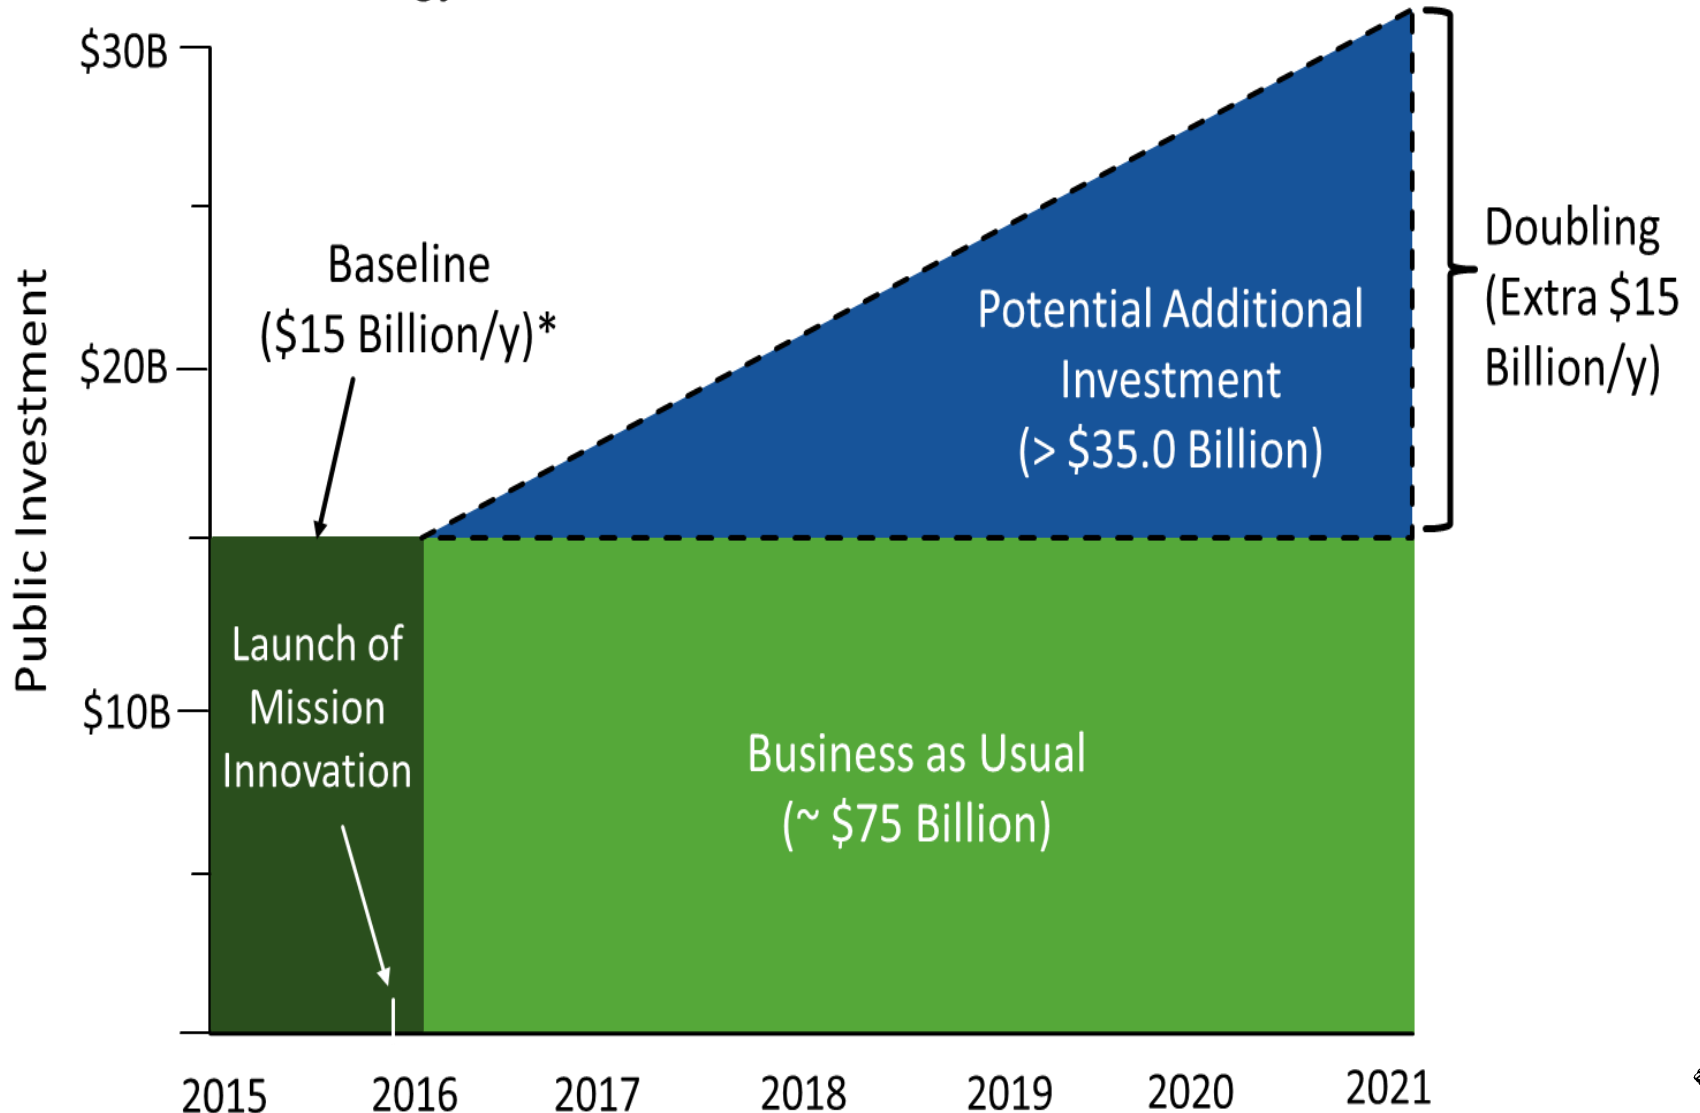 $30B
$20B
$10B
Public Investment
Baseline
($15 Billion/y)*
Launch of
Mission
Innovation
Potential Additional
Investment
(> $35.0 Billion)
Doubling
(Extra $15
Billion/y)
Business as Usual
(~ $75 Billion)
2015 2016 2017 2018 2019 2020 2021